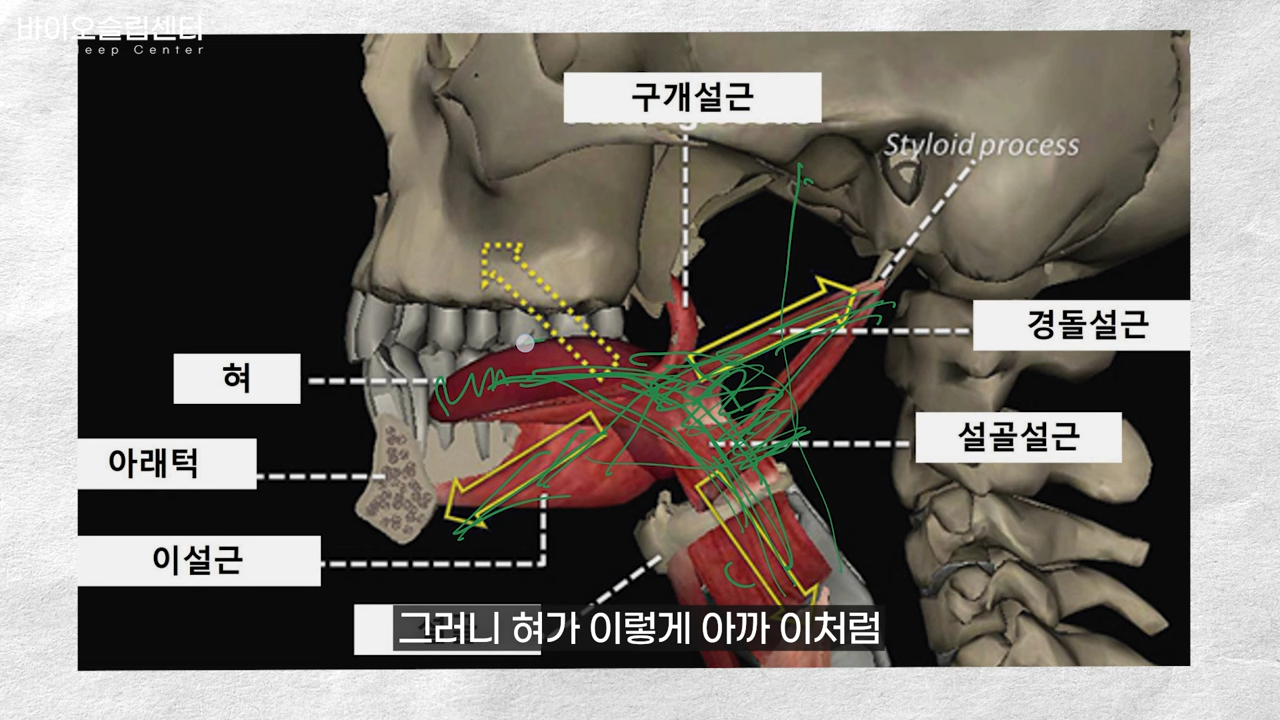 바이오슬립센터
leep Center
구개설근
Styloid process
경돌설근
혀
설골설근
아래턱
이설근
그러니 혀가 이렇게 아까 이처럼